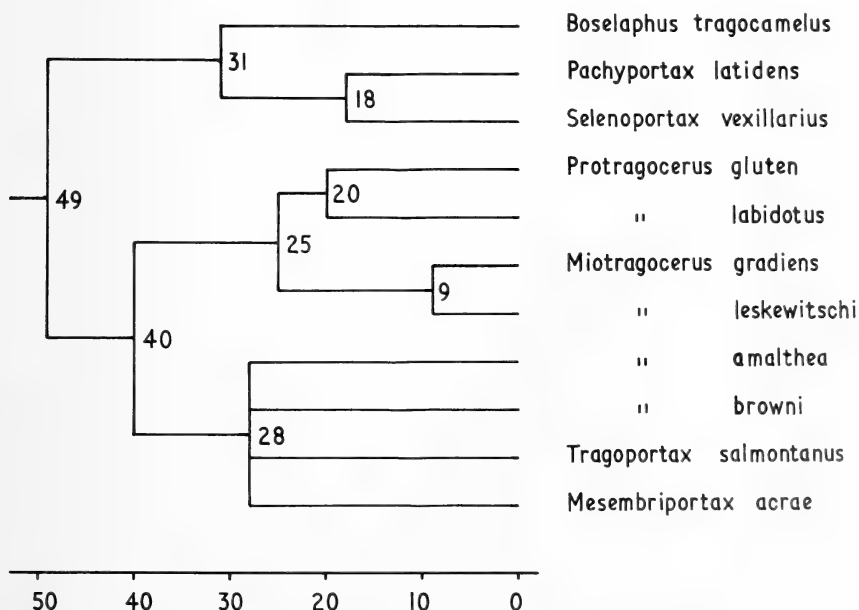 Boselaphus tragocamelus
31
Pachyportax latidens
18
Selenoportax vexillarius
Protragocerus gluten
20
49
" labidotus
25
Miotragocerus gradiens
9
" leskewitschi
40
" amalthea
" browni
28
Tragoportax salmontanus
Mesembriportax acrae
50 40 30 20 10 0